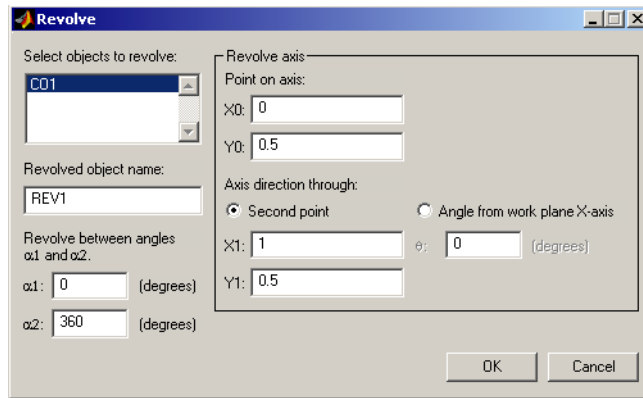 Revolve
Select objects to revolve:
CO1
Revolved object name:
REV1
Revolve between angles
α1 and α2.
α1: 0 (degrees)
α2: 360 (degrees)
Revolve axis
Point on axis:
X0: 0
Y0: 0.5
Axis direction through:
Second point
Angle from work plane X-axis
X1: 1
θ: 0 (degrees)
Y1: 0.5
OK
Cancel